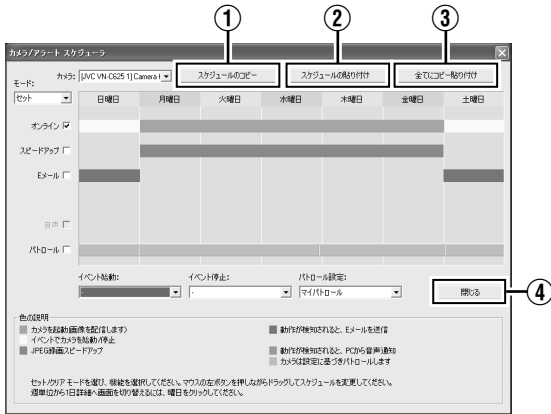 ① ② ③
カメラ/アラート スケジューラ
カメラ: [JVC VN-C625 1] Camera スケジュールのコピー スケジュールの貼り付け 全てにコピー貼り付け
モード:
セット 日曜日 月曜日 火曜日 水曜日 木曜日 金曜日 土曜日
オンライン
スピードアップ
Eメール
音声
パトロール
イベント始動: イベント停止: パトロール設定:
- マイパトロール 閉じる ④
色の説明
カメラを起動(画像を配信します) 動作が検知されると、Eメールを送信
イベントでカメラを始動/停止
JPEG録画スピードアップ 動作が検知されると、PCから音声通知
カメラは設定に基づきパトロールします
セット/クリア モードを選び、機能を選択してください。マウスの左ボタンを押しながらドラッグしてスケジュールを変更してください。
週単位から1日詳細へ画面を切り替えるには、曜日をクリックしてください。